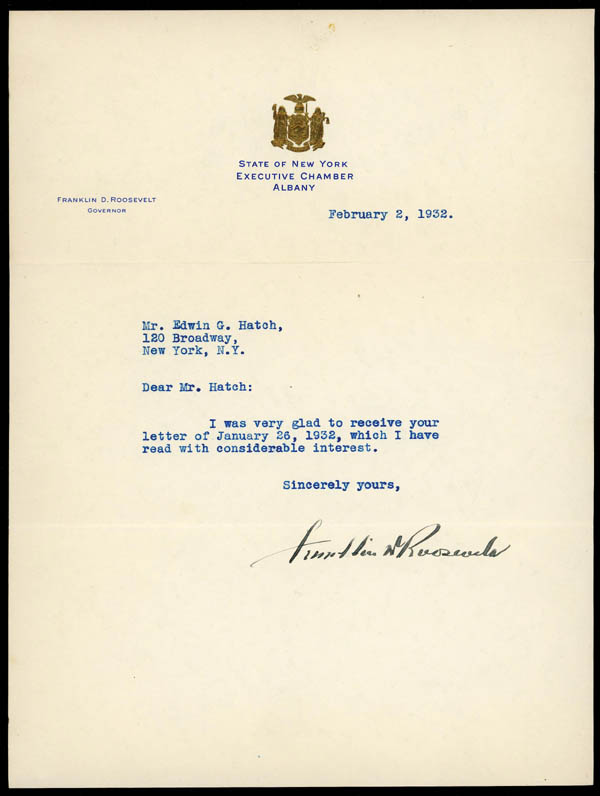 STATE OF NEW YORK
EXECUTIVE CHAMBER
ALBANY
FRANKLIN D. ROOSEVELT
GOVERNOR
February 2, 1932.
Mr. Edwin G. Hatch,
120 Broadway,
New York, N.Y.
Dear Mr. Hatch:
I was very glad to receive your
letter of January 26, 1932, which I have
read with considerable interest.
Sincerely yours,
Franklin D Roosevelt